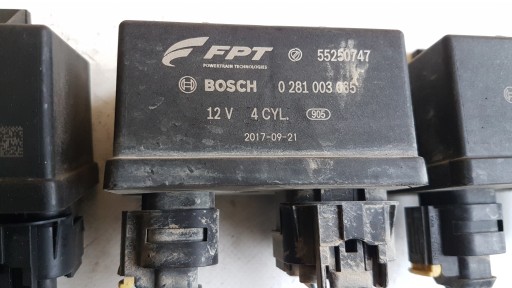 FPT 55250747
POWERTRAIN TECHNOLOGIES
BOSCH 0 281 003 085
12 V 4 CYL. 905
2017-09-21